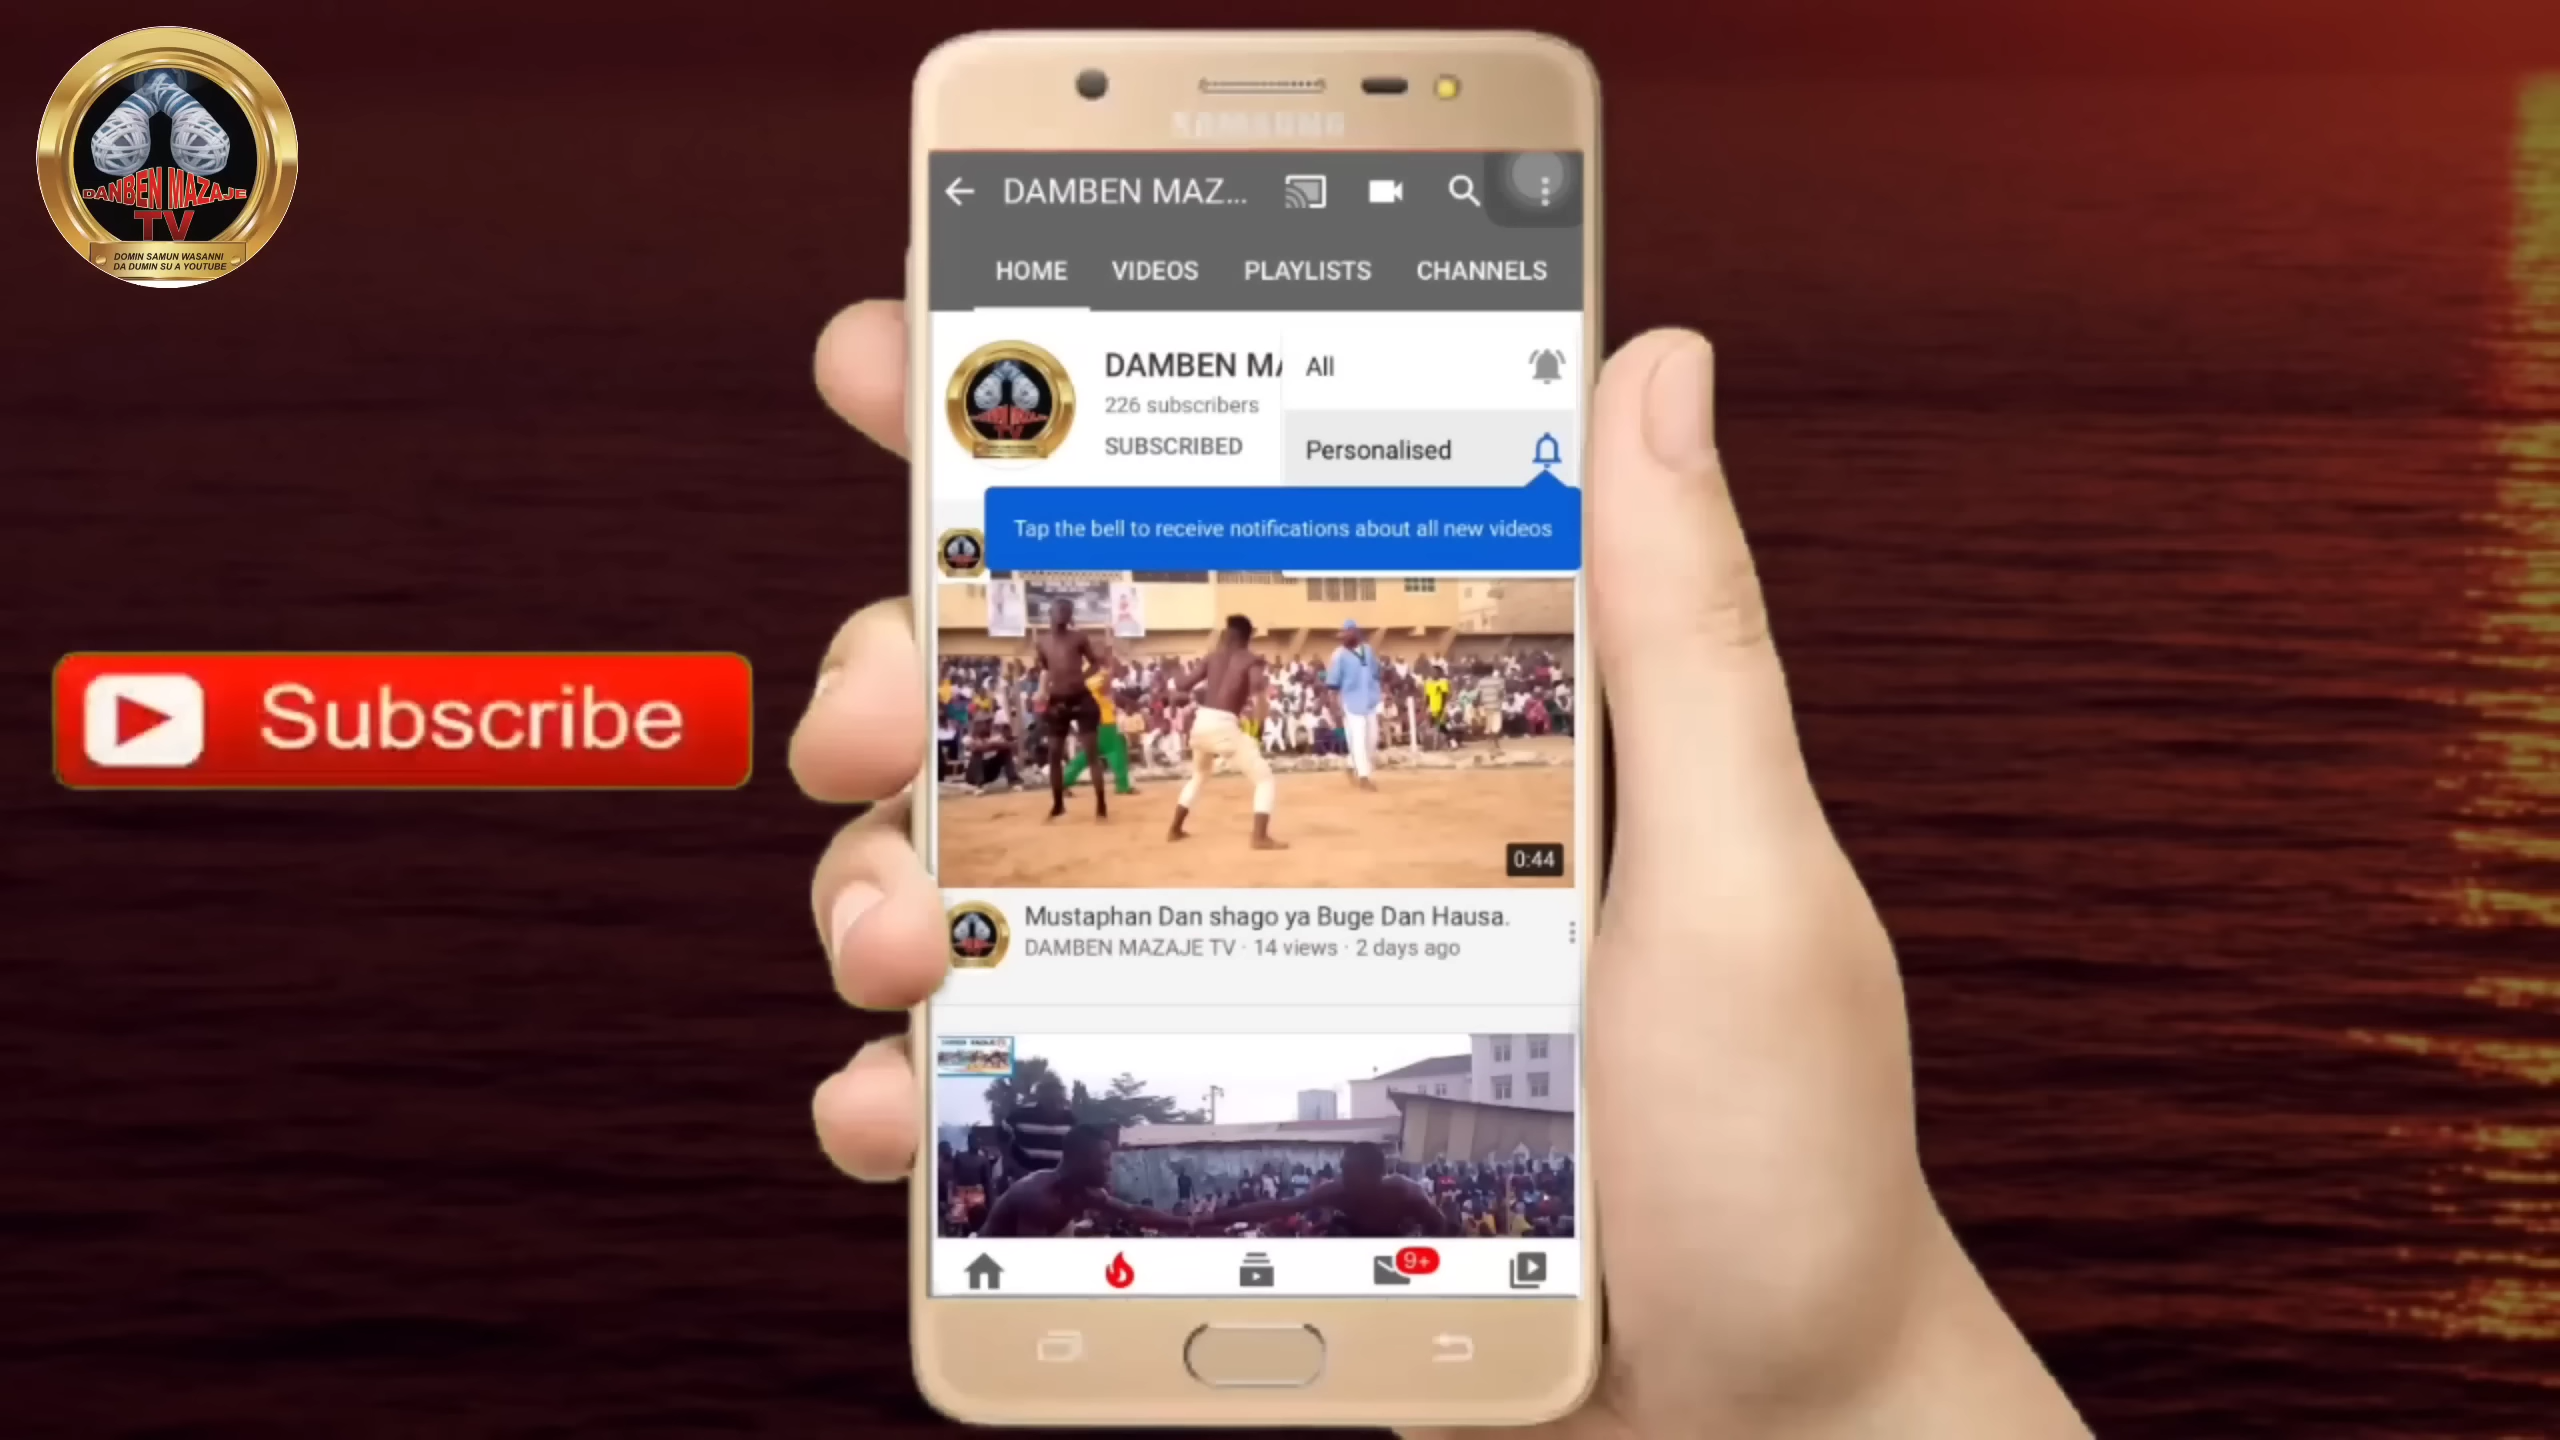 DANBEN MAZAJE
TV
DOMIN SAMUN WASANNI
DA DUMIN SU A YOUTUBE
Subscribe
SAMSUNG
DAMBEN MAZ...
HOME VIDEOS PLAYLISTS CHANNELS
DAMBEN MA
226 subscribers
SUBSCRIBED
All
Personalised
Tap the bell to receive notifications about all new videos
0:44
Mustaphan Dan shago ya Buge Dan Hausa.
DAMBEN MAZAJE TV · 14 views · 2 days ago
9+